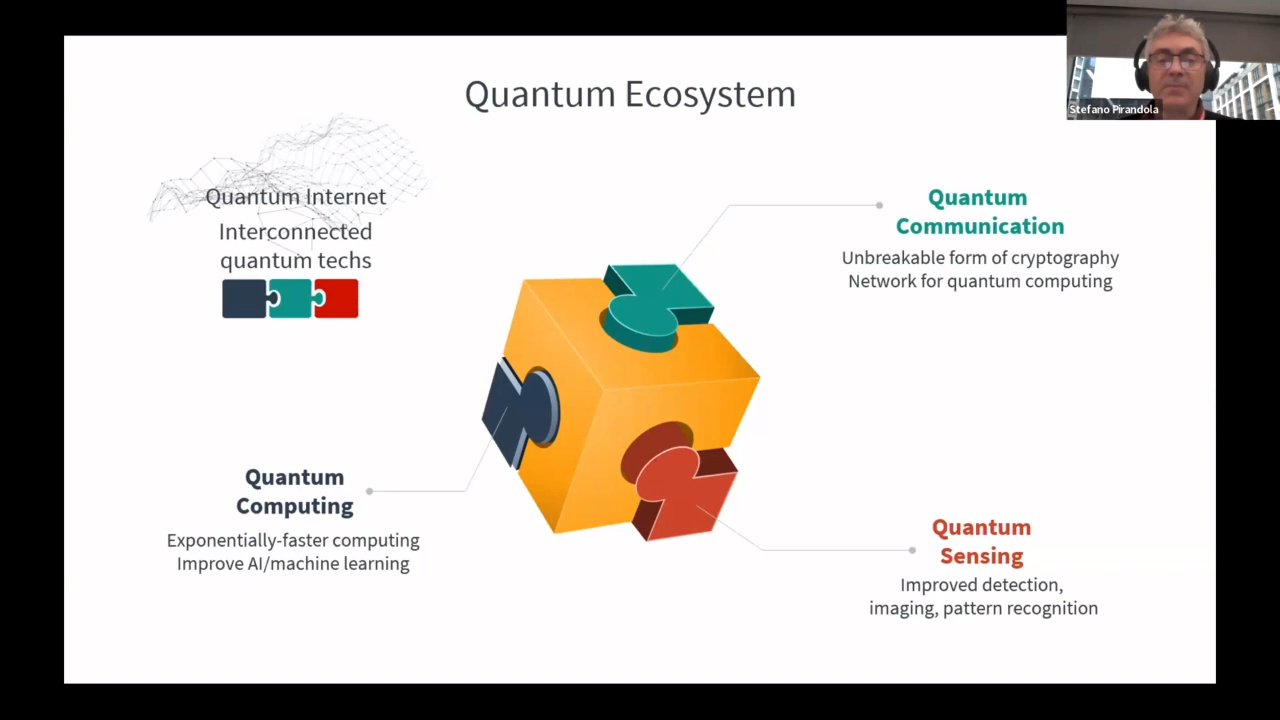 Quantum Ecosystem
Stefano Pirandola
Quantum Internet
Interconnected
quantum techs
Quantum
Communication
Unbreakable form of cryptography
Network for quantum computing
Quantum
Computing
Exponentially-faster computing
Improve AI/machine learning
Quantum
Sensing
Improved detection,
imaging, pattern recognition